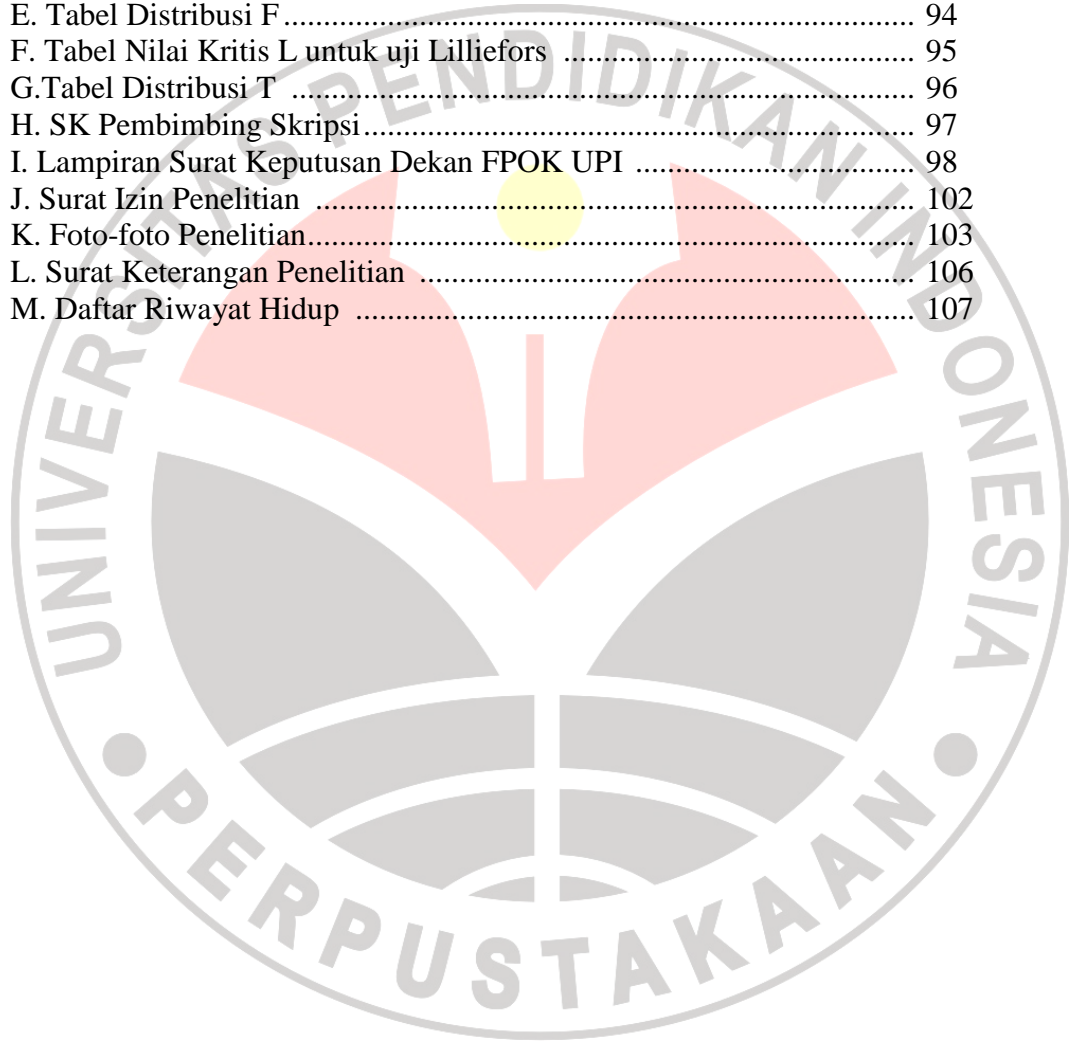 E. Tabel Distribusi F................................................................................ 94
F. Tabel Nilai Kritis L untuk uji Lilliefors ............................................. 95
G.Tabel Distribusi T ............................................................................... 96
H. SK Pembimbing Skripsi...................................................................... 97
I. Lampiran Surat Keputusan Dekan FPOK UPI .................................... 98
J. Surat Izin Penelitian ............................................................................ 102
K. Foto-foto Penelitian............................................................................. 103
L. Surat Keterangan Penelitian ............................................................... 106
M. Daftar Riwayat Hidup ....................................................................... 107
UNIVERSITAS PENDIDIKAN INDONESIA
PERPUSTAKAAN